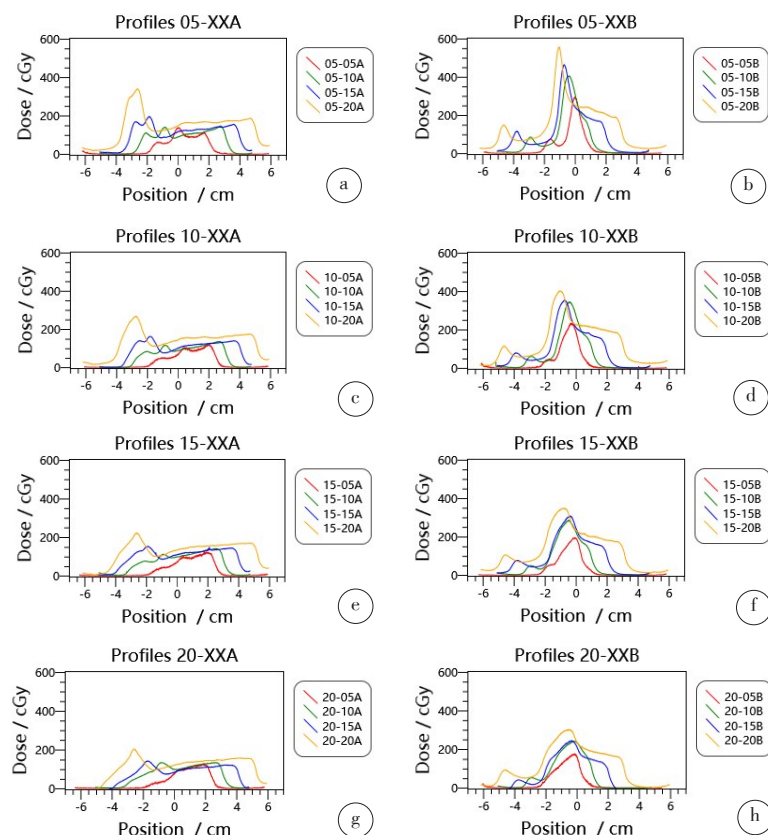 Profiles 05-XXA
Dose / cGy
600
400
200
0
-6 -4 -2 0 2 4 6
Position / cm
05-05A
05-10A
05-15A
05-20A
a
Profiles 05-XXB
Dose / cGy
600
400
200
0
-6 -4 -2 0 2 4 6
Position / cm
05-05B
05-10B
05-15B
05-20B
b
Profiles 10-XXA
Dose / cGy
600
400
200
0
-6 -4 -2 0 2 4 6
Position / cm
10-05A
10-10A
10-15A
10-20A
c
Profiles 10-XXB
Dose / cGy
600
400
200
0
-6 -4 -2 0 2 4 6
Position / cm
10-05B
10-10B
10-15B
10-20B
d
Profiles 15-XXA
Dose / cGy
600
400
200
0
-6 -4 -2 0 2 4 6
Position / cm
15-05A
15-10A
15-15A
15-20A
e
Profiles 15-XXB
Dose / cGy
600
400
200
0
-6 -4 -2 0 2 4 6
Position / cm
15-05B
15-10B
15-15B
15-20B
f
Profiles 20-XXA
Dose / cGy
600
400
200
0
-6 -4 -2 0 2 4 6
Position / cm
20-05A
20-10A
20-15A
20-20A
g
Profiles 20-XXB
Dose / cGy
600
400
200
0
-6 -4 -2 0 2 4 6
Position / cm
20-05B
20-10B
20-15B
20-20B
h